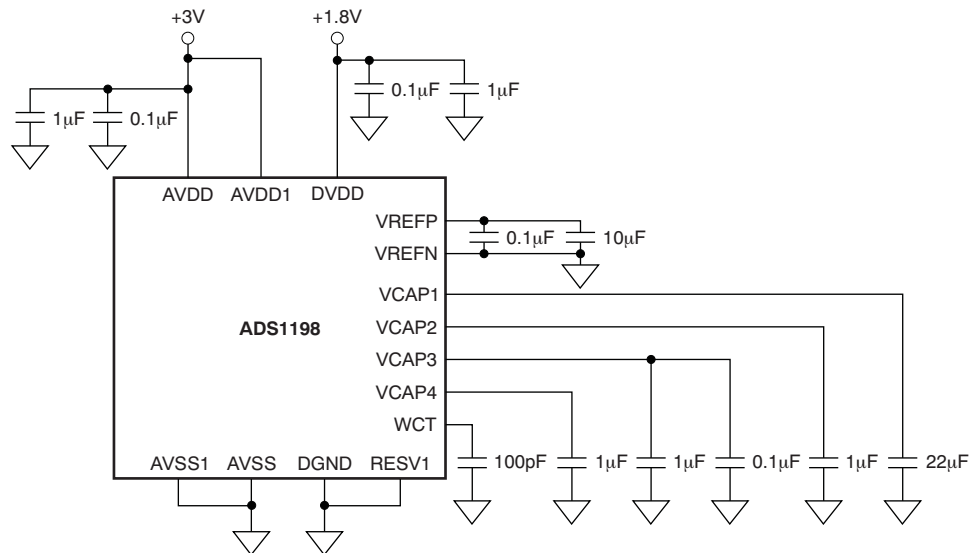 +3V
+1.8V
1μF
0.1μF
0.1μF
1μF
AVDD
AVDD1
DVDD
VREFP
0.1μF
10μF
VREFN
VCAP1
ADS1198
VCAP2
VCAP3
VCAP4
WCT
100pF
1μF
1μF
0.1μF
1μF
22μF
AVSS1
AVSS
DGND
RESV1